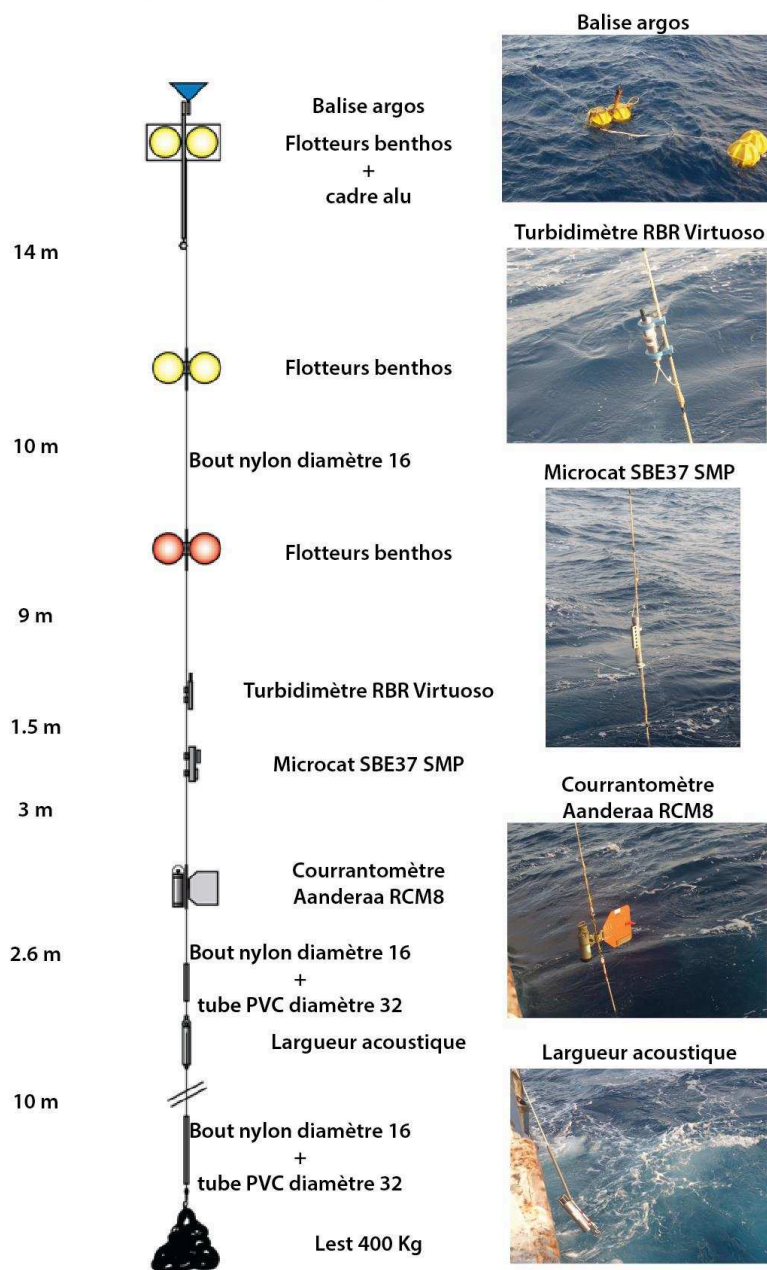 Balise argos
Balise argos
Flotteurs benthos
+
cadre alu
14 m
Turbidimètre RBR Virtuoso
Flotteurs benthos
10 m
Bout nylon diamètre 16
Microcat SBE37 SMP
Flotteurs benthos
9 m
Turbidimètre RBR Virtuoso
1.5 m
Microcat SBE37 SMP
3 m
Courrantomètre
Aanderaa RCM8
Courrantomètre
Aanderaa RCM8
2.6 m
Bout nylon diamètre 16
+
tube PVC diamètre 32
Largueur acoustique
Largueur acoustique
10 m
Bout nylon diamètre 16
+
tube PVC diamètre 32
Lest 400 Kg